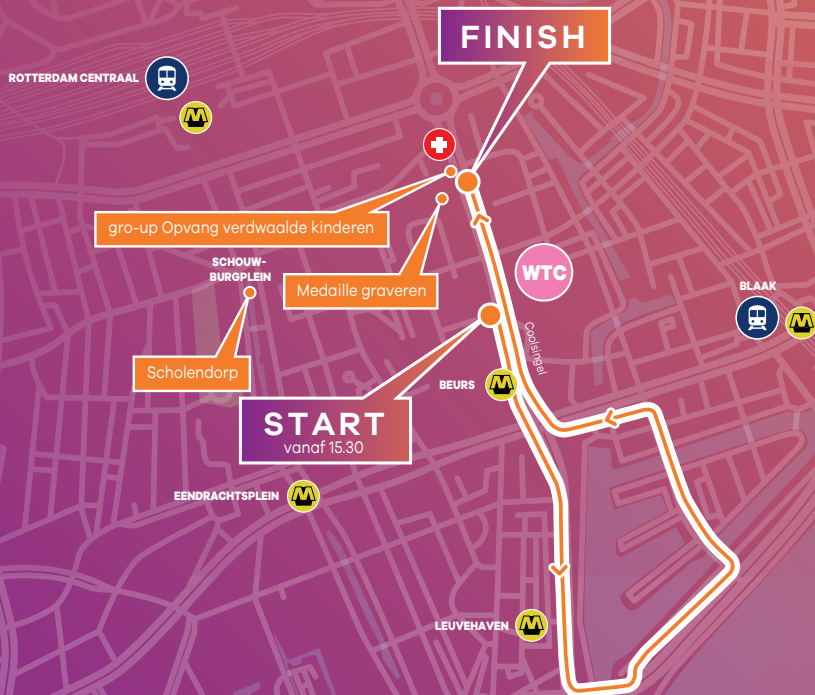 FINISH
ROTTERDAM CENTRAAL
M
gro-up Opvang verdwaalde kinderen
SCHOUW-
BURGPLEIN
WTC
Medaille graveren
BLAAK
M
Coolsingel
Scholendorp
BEURS
M
START
vanaf 15.30
EENDRACHTSPLEIN
M
LEUVEHAVEN
M